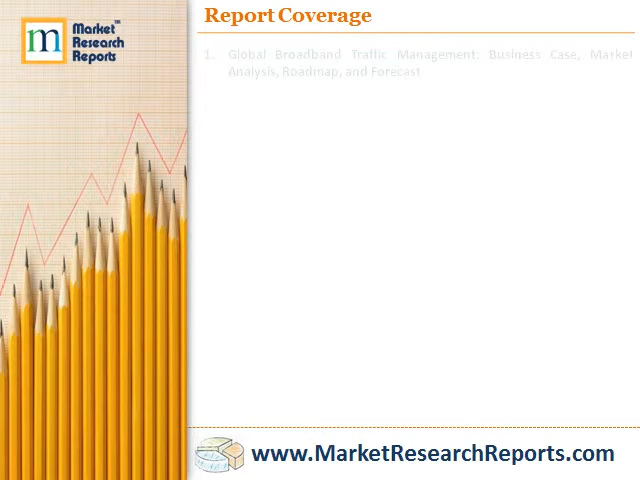 Report Coverage
m
Market™
Research
Reports
1. Global Broadband Traffic Management: Business Case, Market
Analysis, Roadmap, and Forecast
www.MarketResearchReports.com